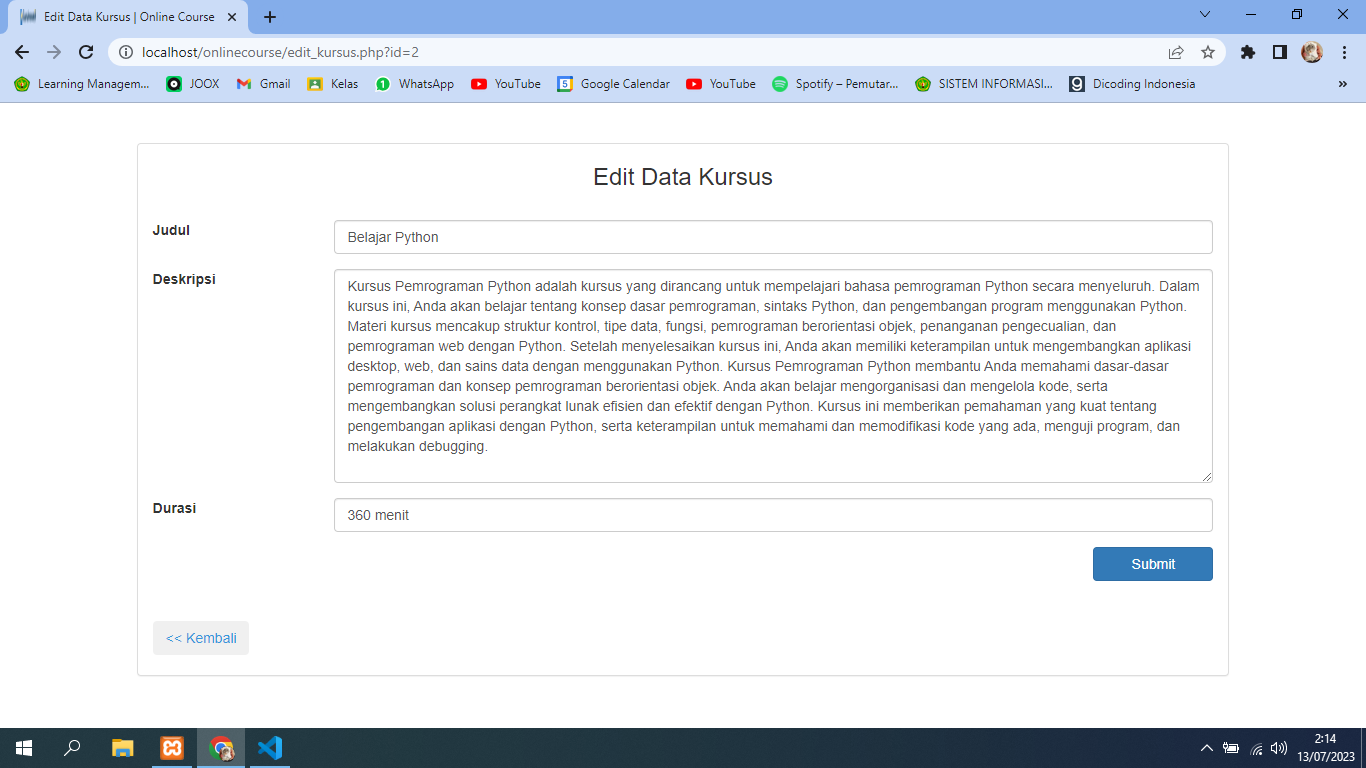 Edit Data Kursus | Online Course
localhost/onlinecourse/edit_kursus.php?id=2
Learning Managem... JOOX Gmail Kelas 1 WhatsApp YouTube 5 Google Calendar YouTube Spotify – Pemutar... SISTEM INFORMASI... Dicoding Indonesia »
Edit Data Kursus
Judul
Belajar Python
Deskripsi
Kursus Pemrograman Python adalah kursus yang dirancang untuk mempelajari bahasa pemrograman Python secara menyeluruh. Dalam
kursus ini, Anda akan belajar tentang konsep dasar pemrograman, sintaks Python, dan pengembangan program menggunakan Python.
Materi kursus mencakup struktur kontrol, tipe data, fungsi, pemrograman berorientasi objek, penanganan pengecualian, dan
pemrograman web dengan Python. Setelah menyelesaikan kursus ini, Anda akan memiliki keterampilan untuk mengembangkan aplikasi
desktop, web, dan sains data dengan menggunakan Python. Kursus Pemrograman Python membantu Anda memahami dasar-dasar
pemrograman dan konsep pemrograman berorientasi objek. Anda akan belajar mengorganisasi dan mengelola kode, serta
mengembangkan solusi perangkat lunak efisien dan efektif dengan Python. Kursus ini memberikan pemahaman yang kuat tentang
pengembangan aplikasi dengan Python, serta keterampilan untuk memahami dan memodifikasi kode yang ada, menguji program, dan
melakukan debugging.
Durasi
360 menit
Submit
<< Kembali
2:14
13/07/2023